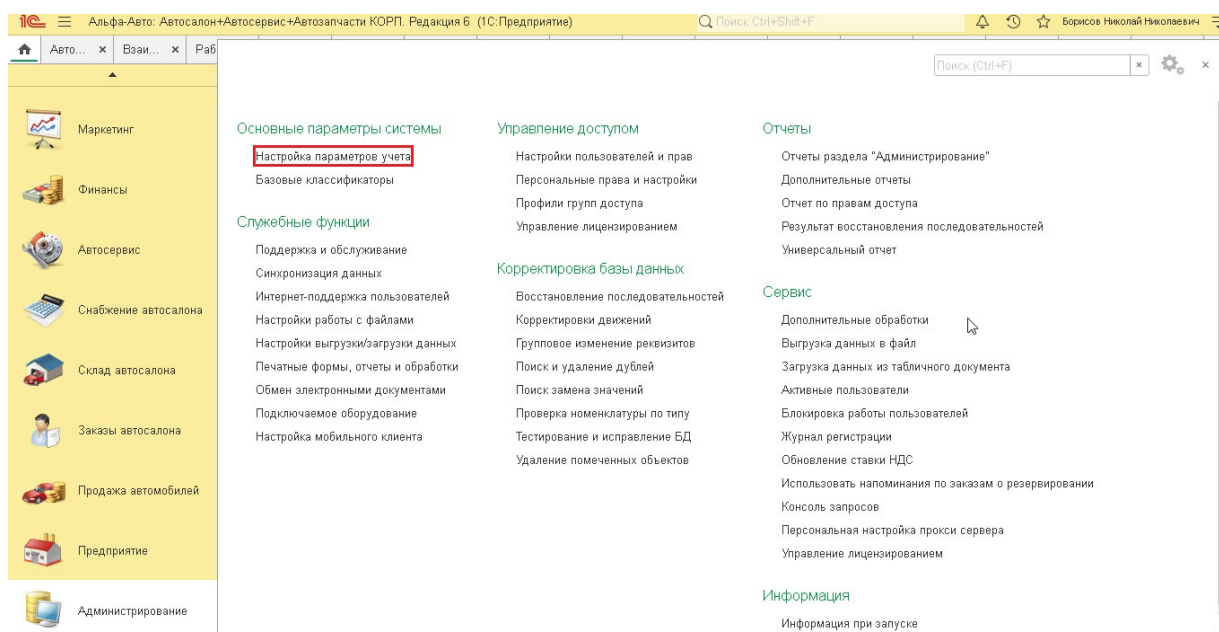 1С Альфа-Авто: Автосалон+Автосервис+Автозапчасти КОРП. Редакция 6 (1С:Предприятие) Поиск Ctrl+Shift+F Борисов Николай Николаевич
Авто... × Взаи... × Раб
Поиск (Ctrl+F) × ×
Маркетинг
Финансы
Автосервис
Снабжение автосалона
Склад автосалона
Заказы автосалона
Продажа автомобилей
Предприятие
Администрирование
Основные параметры системы
Настройка параметров учета
Базовые классификаторы
Служебные функции
Поддержка и обслуживание
Синхронизация данных
Интернет-поддержка пользователей
Настройки работы с файлами
Настройки выгрузки/загрузки данных
Печатные формы, отчеты и обработки
Обмен электронными документами
Подключаемое оборудование
Настройка мобильного клиента
Управление доступом
Настройки пользователей и прав
Персональные права и настройки
Профили групп доступа
Управление лицензированием
Корректировка базы данных
Восстановление последовательностей
Корректировки движений
Групповое изменение реквизитов
Поиск и удаление дублей
Поиск замена значений
Проверка номенклатуры по типу
Тестирование и исправление БД
Удаление помеченных объектов
Отчеты
Отчеты раздела "Администрирование"
Дополнительные отчеты
Отчет по правам доступа
Результат восстановления последовательностей
Универсальный отчет
Сервис
Дополнительные обработки
Выгрузка данных в файл
Загрузка данных из табличного документа
Активные пользователи
Блокировка работы пользователей
Журнал регистрации
Обновление ставки НДС
Использовать напоминания по заказам о резервировании
Консоль запросов
Персональная настройка прокси сервера
Управление лицензированием
Информация
Информация при запуске